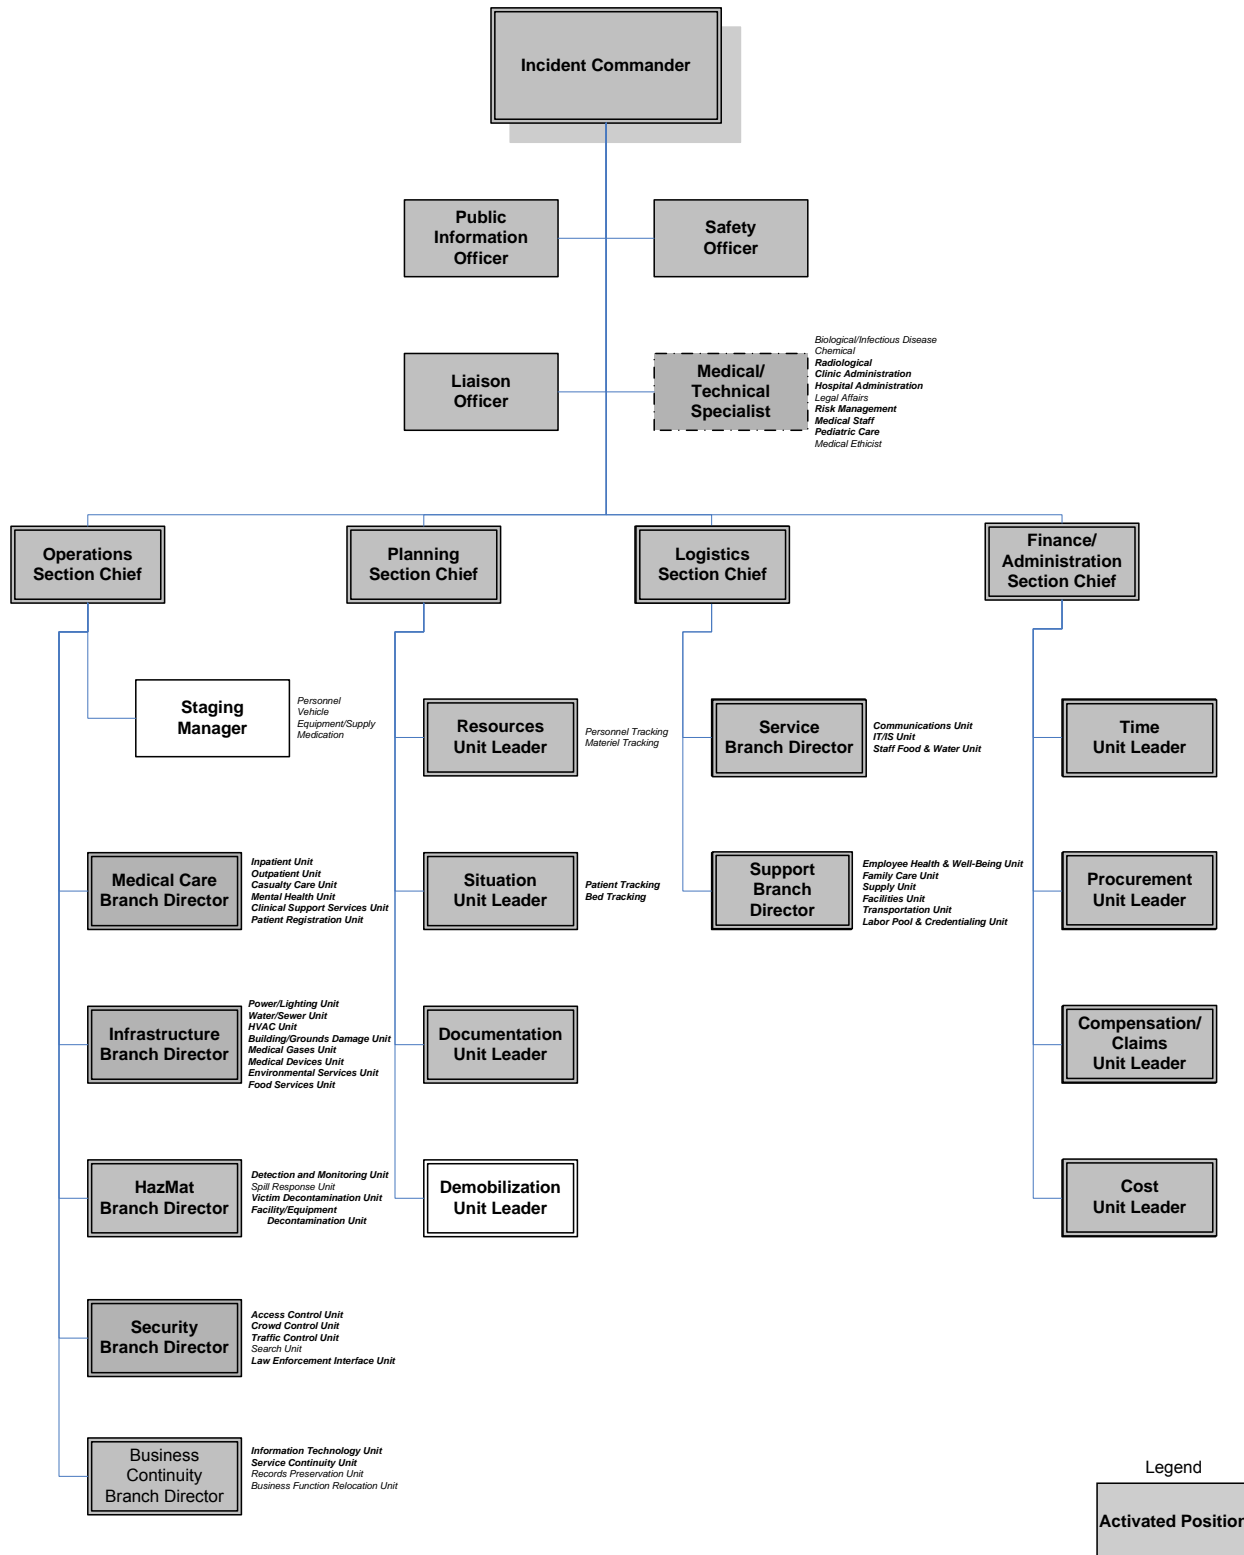 Incident Commander
Public
Information
Officer
Safety
Officer
Liaison
Officer
Medical/
Technical
Specialist
Biological/Infectious Disease
Chemical
Radiological
Clinic Administration
Hospital Administration
Legal Affairs
Risk Management
Medical Staff
Pediatric Care
Medical Ethicist
Operations
Section Chief
Planning
Section Chief
Logistics
Section Chief
Finance/
Administration
Section Chief
Staging
Manager
Personnel
Vehicle
Equipment/Supply
Medication
Resources
Unit Leader
Personnel Tracking
Materiel Tracking
Service
Branch Director
Communications Unit
IT/IS Unit
Staff Food & Water Unit
Time
Unit Leader
Medical Care
Branch Director
Inpatient Unit
Outpatient Unit
Casualty Care Unit
Mental Health Unit
Clinical Support Services Unit
Patient Registration Unit
Situation
Unit Leader
Patient Tracking
Bed Tracking
Support
Branch
Director
Employee Health & Well-Being Unit
Family Care Unit
Supply Unit
Facilities Unit
Transportation Unit
Labor Pool & Credentialing Unit
Procurement
Unit Leader
Infrastructure
Branch Director
Power/Lighting Unit
Water/Sewer Unit
HVAC Unit
Building/Grounds Damage Unit
Medical Gases Unit
Medical Devices Unit
Environmental Services Unit
Food Services Unit
Documentation
Unit Leader
Compensation/
Claims
Unit Leader
HazMat
Branch Director
Detection and Monitoring Unit
Spill Response Unit
Victim Decontamination Unit
Facility/Equipment
Decontamination Unit
Demobilization
Unit Leader
Cost
Unit Leader
Security
Branch Director
Access Control Unit
Crowd Control Unit
Traffic Control Unit
Search Unit
Law Enforcement Interface Unit
Business
Continuity
Branch Director
Information Technology Unit
Service Continuity Unit
Records Preservation Unit
Business Function Relocation Unit
Legend
Activated Position